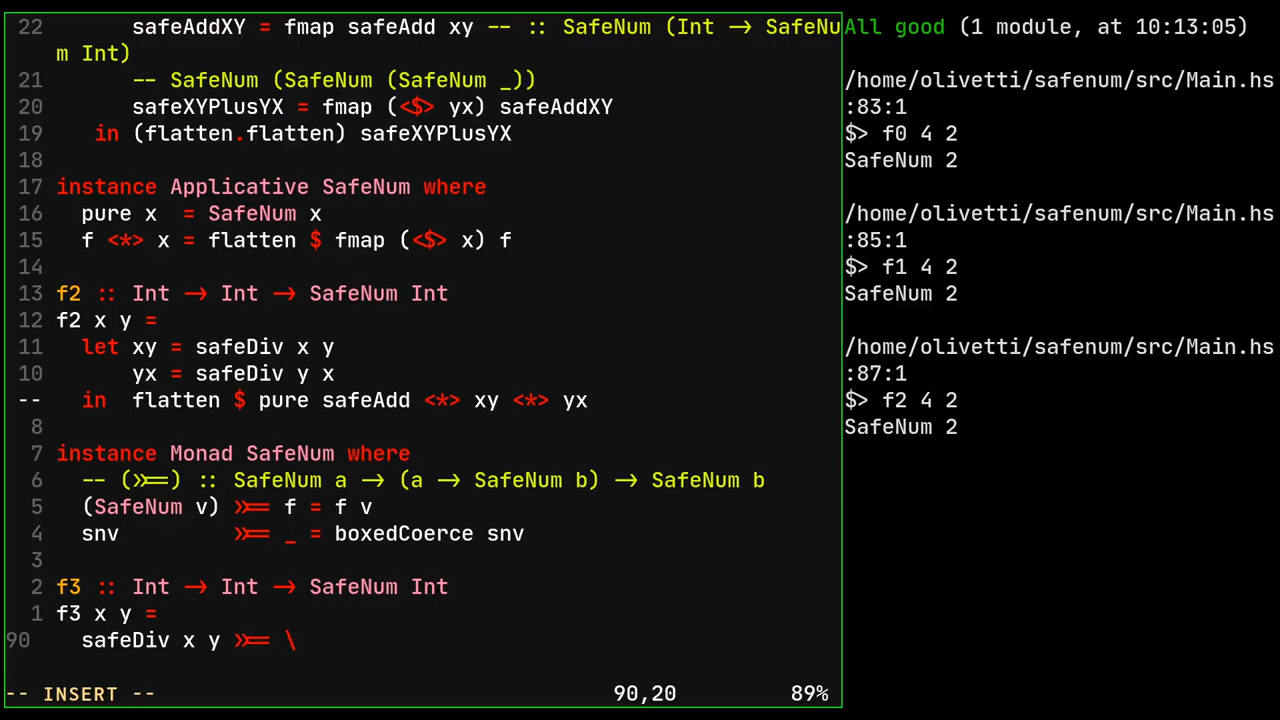 22       safeAddXY = fmap safeAdd xy -- :: SafeNum (Int -> SafeNu
m Int)
21       -- SafeNum (SafeNum (SafeNum _))
20       safeXYPlusYX = fmap (<$> yx) safeAddXY
19    in (flatten.flatten) safeXYPlusYX
18
17 instance Applicative SafeNum where
16   pure x  = SafeNum x
15   f <*> x = flatten $ fmap (<$> x) f
14
13 f2 :: Int -> Int -> SafeNum Int
12 f2 x y =
11   let xy = safeDiv x y
10       yx = safeDiv y x
--   in  flatten $ pure safeAdd <*> xy <*> yx
8
7 instance Monad SafeNum where
6   -- (>>=) :: SafeNum a -> (a -> SafeNum b) -> SafeNum b
5   (SafeNum v) >>= f = f v
4   snv         >>= _ = boxedCoerce snv
3
2 f3 :: Int -> Int -> SafeNum Int
1 f3 x y =
90   safeDiv x y >>= \
-- INSERT --                                    90,20         89%
All good (1 module, at 10:13:05)
/home/olivetti/safenum/src/Main.hs
:83:1
$> f0 4 2
SafeNum 2
/home/olivetti/safenum/src/Main.hs
:85:1
$> f1 4 2
SafeNum 2
/home/olivetti/safenum/src/Main.hs
:87:1
$> f2 4 2
SafeNum 2